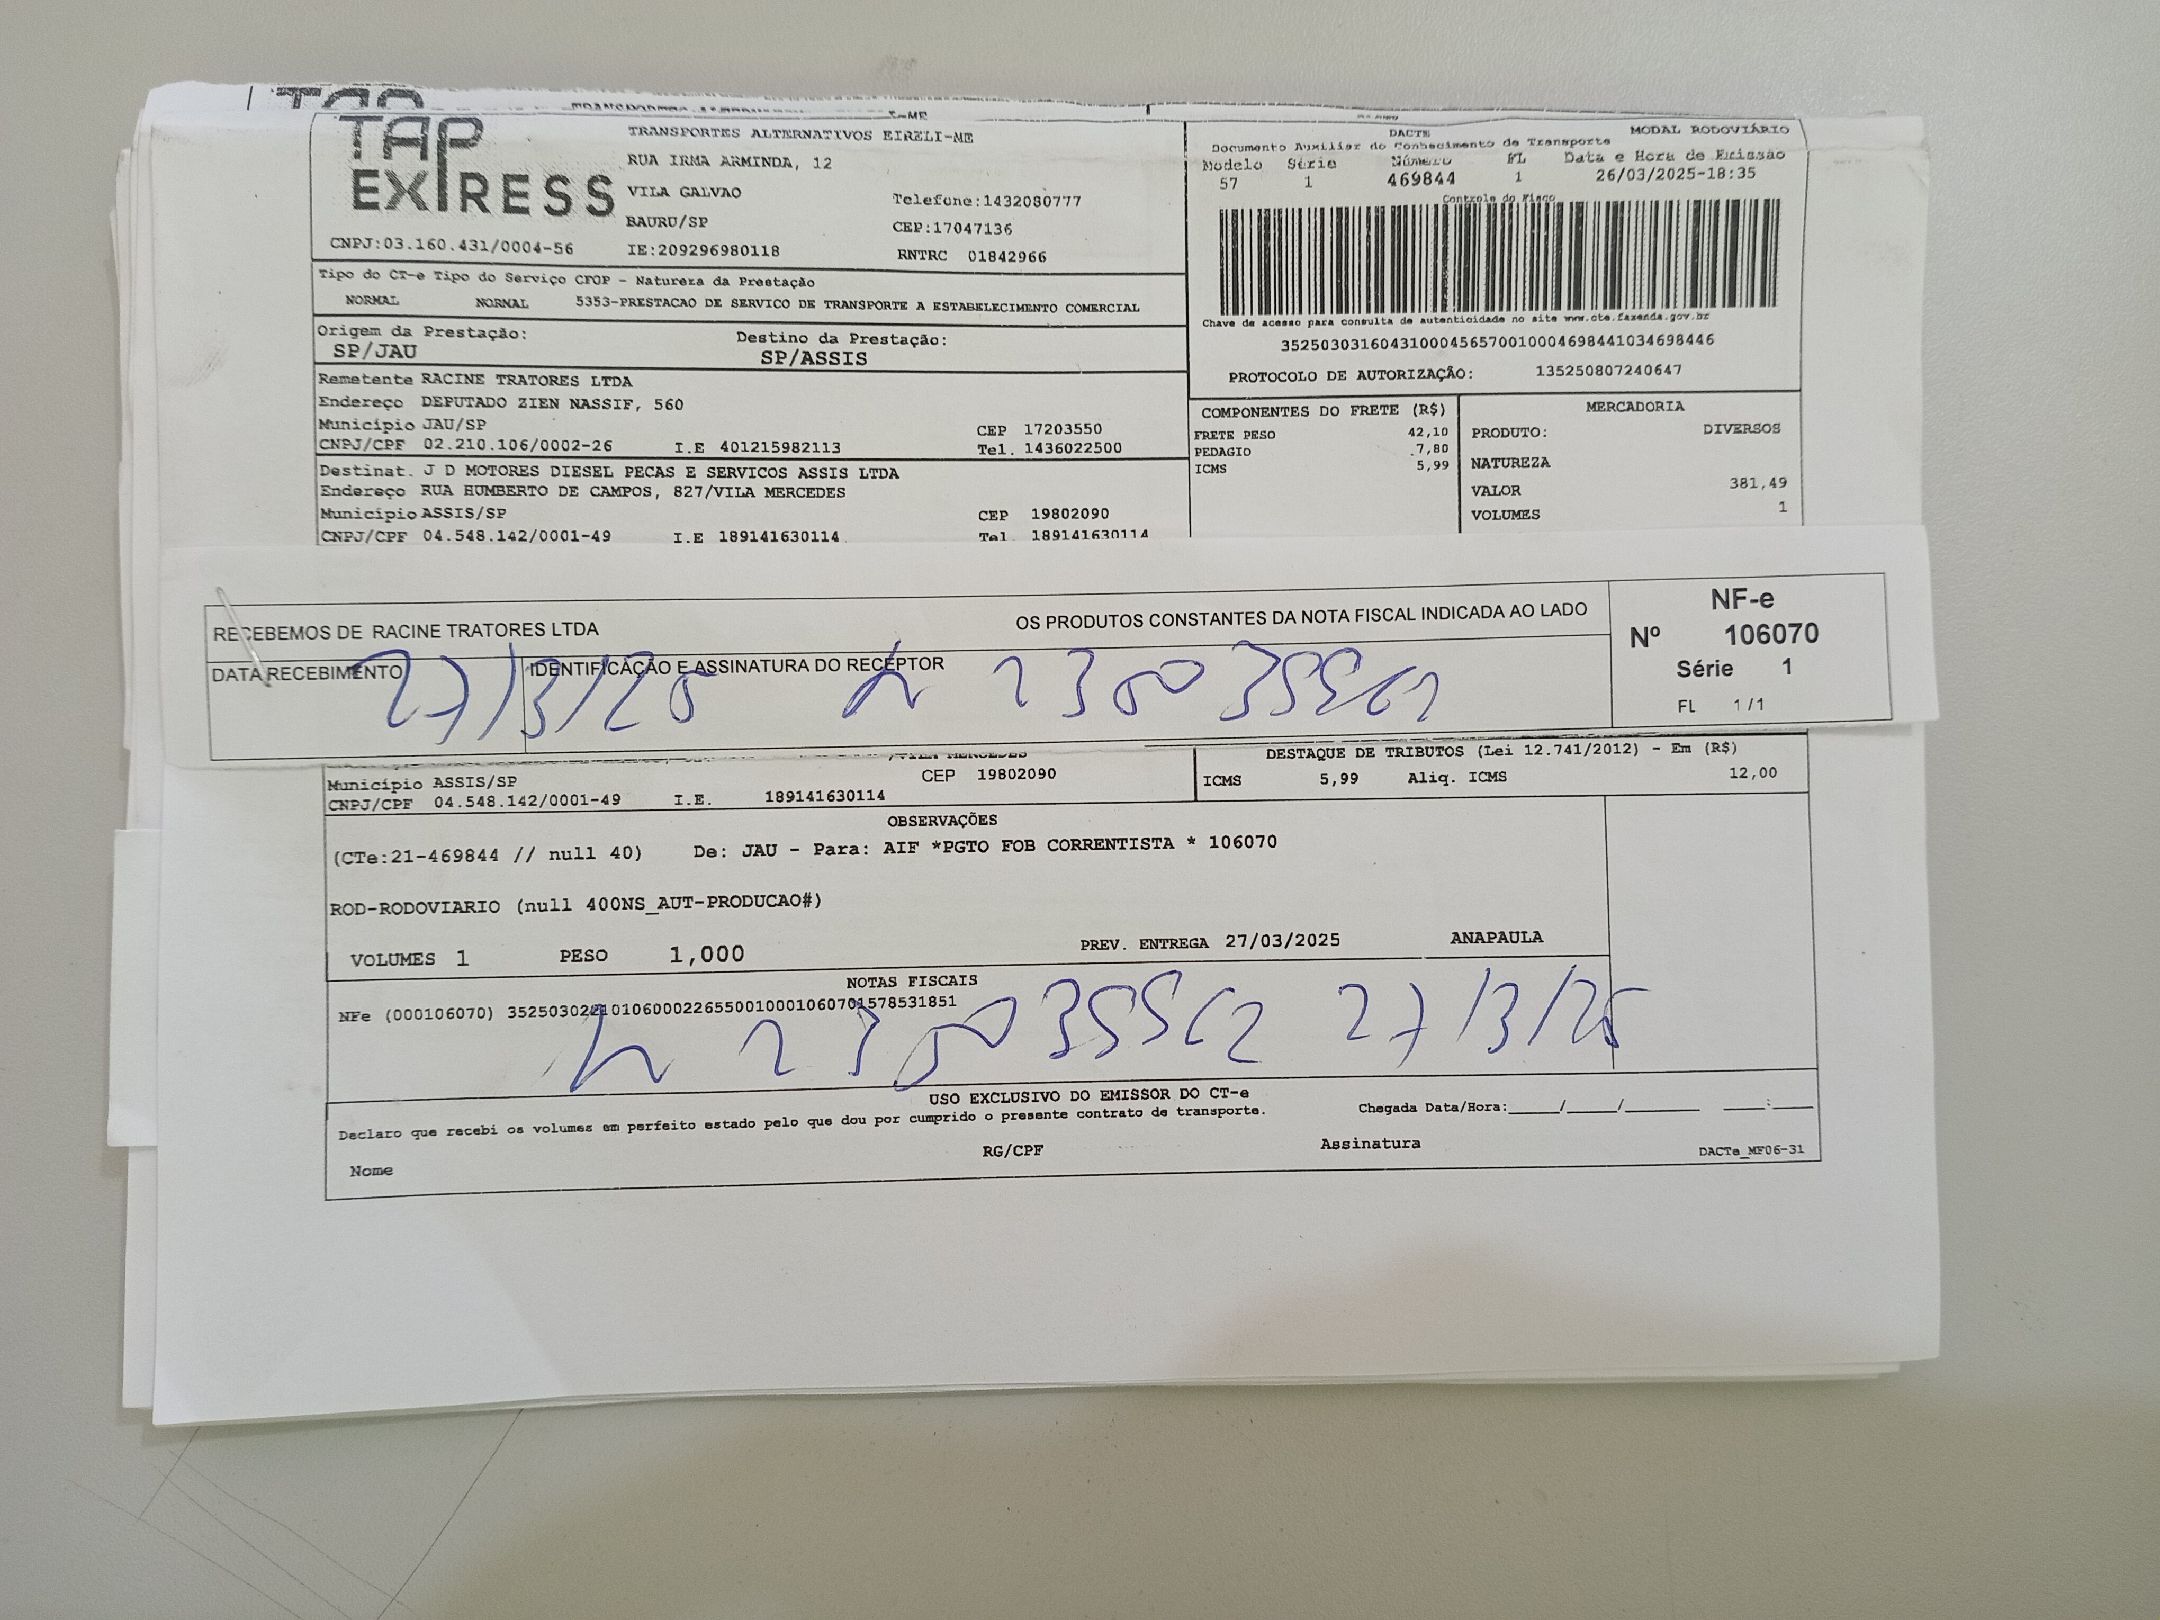 TAP
TAP
EXPRESS
TRANSPORTES ALTERNATIVOS EIRELI-ME
RUA IRMA ARMINDA, 12
VILA GALVAO
Telefone:1432080777
BAURU/SP
CEP:17047136
CNPJ:03.160.431/0004-56
IE:209296980118
RNTRC 01842966
DACTE
MODAL RODOVIÁRIO
Documento Auxiliar do Conhecimento de Transporte
Modelo Série Número FL Data e Hora de Emissão
57 1 469844 1 26/03/2025-18:35
Controle do Fisco
Chave de acesso para consulta de autenticidade no site www.cte.fazenda.gov.br
35250303160431000456570010004698441034698446
PROTOCOLO DE AUTORIZAÇÃO: 135250807240647
Tipo do CT-e Tipo do Serviço CFOP - Natureza da Prestação
NORMAL NORMAL 5353-PRESTACAO DE SERVICO DE TRANSPORTE A ESTABELECIMENTO COMERCIAL
Origem da Prestação: Destino da Prestação:
SP/JAU SP/ASSIS
Remetente RACINE TRATORES LTDA
Endereço DEPUTADO ZIEN NASSIF, 560
Município JAU/SP CEP 17203550
CNPJ/CPF 02.210.106/0002-26 I.E 401215982113 Tel. 1436022500
Destinat. J D MOTORES DIESEL PECAS E SERVICOS ASSIS LTDA
Endereço RUA HUMBERTO DE CAMPOS, 827/VILA MERCEDES
Município ASSIS/SP CEP 19802090
CNPJ/CPF 04.548.142/0001-49 I.E 189141630114 Tel. 189141630114
COMPONENTES DO FRETE (R$)
FRETE PESO 42,10
PEDAGIO 7,80
ICMS 5,99
MERCADORIA
PRODUTO: DIVERSOS
NATUREZA
VALOR 381,49
VOLUMES 1
RECEBEMOS DE RACINE TRATORES LTDA OS PRODUTOS CONSTANTES DA NOTA FISCAL INDICADA AO LADO
DATA RECEBIMENTO IDENTIFICAÇÃO E ASSINATURA DO RECEPTOR
27/3/25
NF-e
Nº 106070
Série 1
FL 1/1
Município ASSIS/SP CEP 19802090
CNPJ/CPF 04.548.142/0001-49 I.E. 189141630114
DESTAQUE DE TRIBUTOS (Lei 12.741/2012) - Em (R$)
ICMS 5,99 Aliq. ICMS 12,00
OBSERVAÇÕES
(CTe:21-469844 // null 40) De: JAU - Para: AIF *PGTO FOB CORRENTISTA * 106070
ROD-RODOVIARIO (null 400NS_AUT-PRODUCAO#)
VOLUMES 1 PESO 1,000 PREV. ENTREGA 27/03/2025 ANAPAULA
NOTAS FISCAIS
NFe (000106070) 35250302210106000226550010001060701578531851
27/3/25
USO EXCLUSIVO DO EMISSOR DO CT-e
Declaro que recebi os volumes em perfeito estado pelo que dou por cumprido o presente contrato de transporte. Chegada Data/Hora:____/____/______ ___:___
Nome RG/CPF Assinatura DACTe_MF06-31